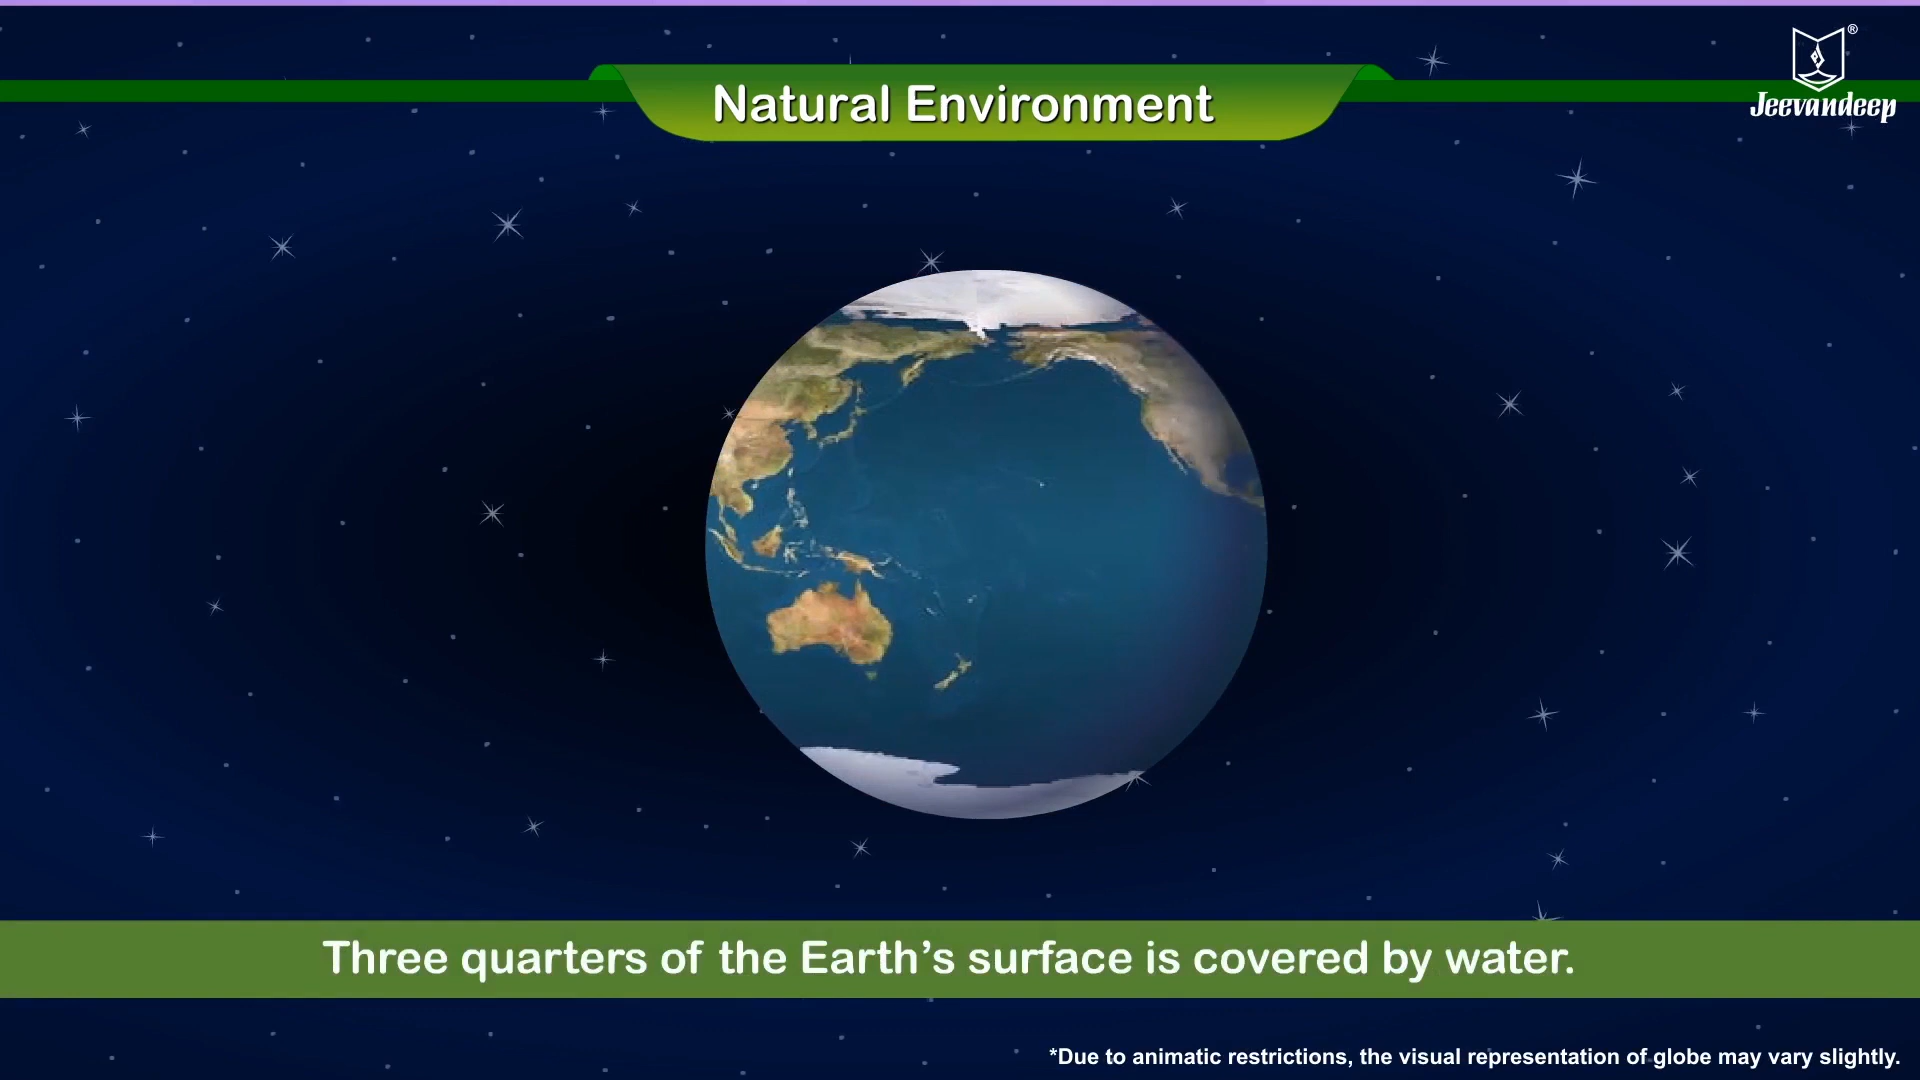 Natural Environment
®
Jeevandeep
Three quarters of the Earth’s surface is covered by water.
*Due to animatic restrictions, the visual representation of globe may vary slightly.